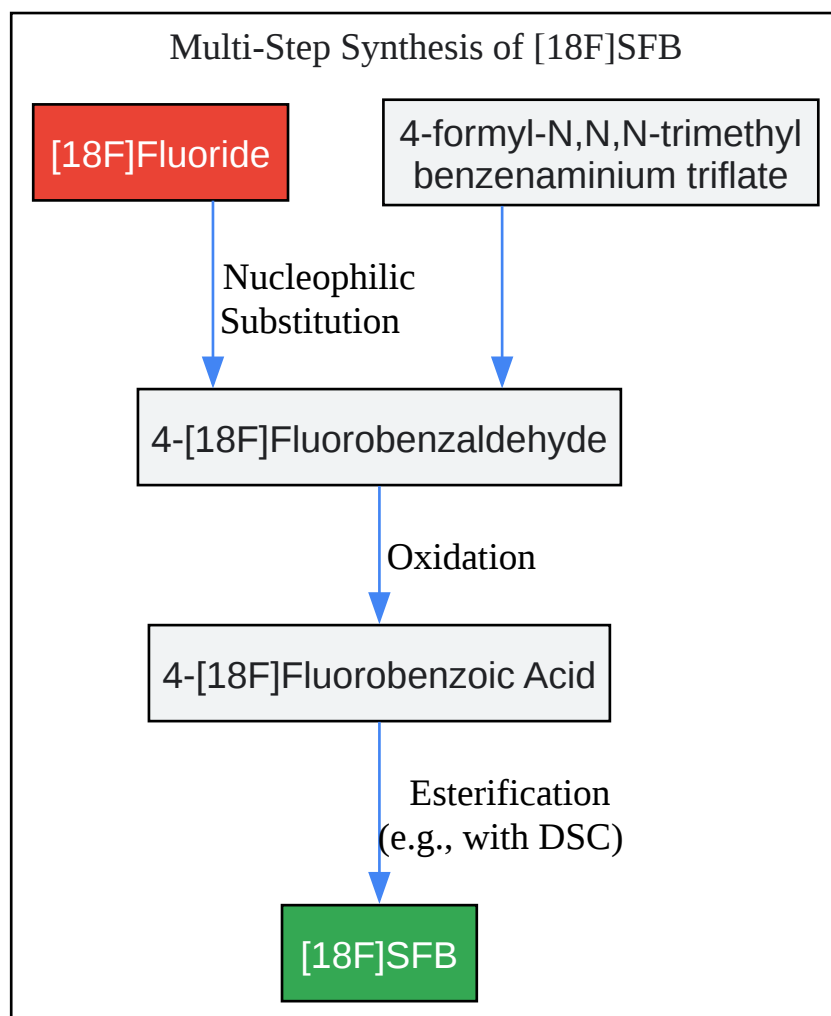 Multi-Step Synthesis of [18F]SFB
[18F]Fluoride
4-formyl-N,N,N-trimethyl
benzenaminium triflate
Nucleophilic
Substitution
4-[18F]Fluorobenzaldehyde
Oxidation
4-[18F]Fluorobenzoic Acid
Esterification
(e.g., with DSC)
[18F]SFB